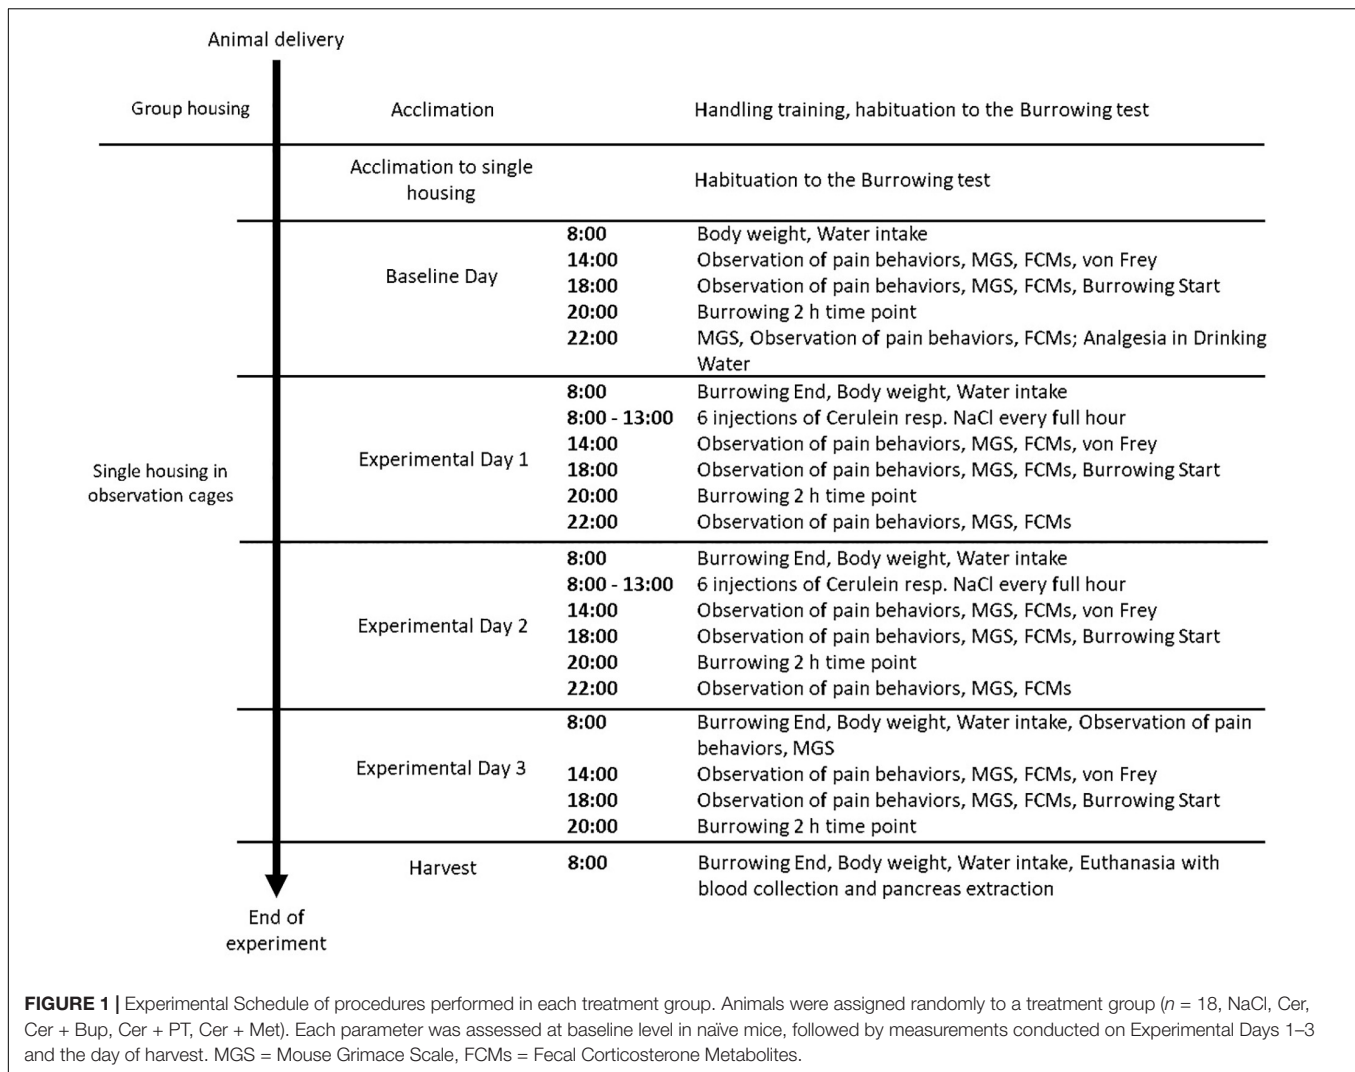 Animal delivery
Group housing
Acclimation
Handling training, habituation to the Burrowing test
Acclimation to single
housing
Habituation to the Burrowing test
Single housing in
observation cages
Baseline Day
8:00 Body weight, Water intake
14:00 Observation of pain behaviors, MGS, FCMs, von Frey
18:00 Observation of pain behaviors, MGS, FCMs, Burrowing Start
20:00 Burrowing 2 h time point
22:00 MGS, Observation of pain behaviors, FCMs; Analgesia in Drinking
Water
Experimental Day 1
8:00 Burrowing End, Body weight, Water intake
8:00 - 13:00 6 injections of Cerulein resp. NaCl every full hour
14:00 Observation of pain behaviors, MGS, FCMs, von Frey
18:00 Observation of pain behaviors, MGS, FCMs, Burrowing Start
20:00 Burrowing 2 h time point
22:00 Observation of pain behaviors, MGS, FCMs
Experimental Day 2
8:00 Burrowing End, Body weight, Water intake
8:00 - 13:00 6 injections of Cerulein resp. NaCl every full hour
14:00 Observation of pain behaviors, MGS, FCMs, von Frey
18:00 Observation of pain behaviors, MGS, FCMs, Burrowing Start
20:00 Burrowing 2 h time point
22:00 Observation of pain behaviors, MGS, FCMs
Experimental Day 3
8:00 Burrowing End, Body weight, Water intake, Observation of pain
behaviors, MGS
14:00 Observation of pain behaviors, MGS, FCMs, von Frey
18:00 Observation of pain behaviors, MGS, FCMs, Burrowing Start
20:00 Burrowing 2 h time point
Harvest
8:00 Burrowing End, Body weight, Water intake, Euthanasia with
blood collection and pancreas extraction
End of
experiment
FIGURE 1 | Experimental Schedule of procedures performed in each treatment group. Animals were assigned randomly to a treatment group (n = 18, NaCl, Cer,
Cer + Bup, Cer + PT, Cer + Met). Each parameter was assessed at baseline level in naïve mice, followed by measurements conducted on Experimental Days 1–3
and the day of harvest. MGS = Mouse Grimace Scale, FCMs = Fecal Corticosterone Metabolites.